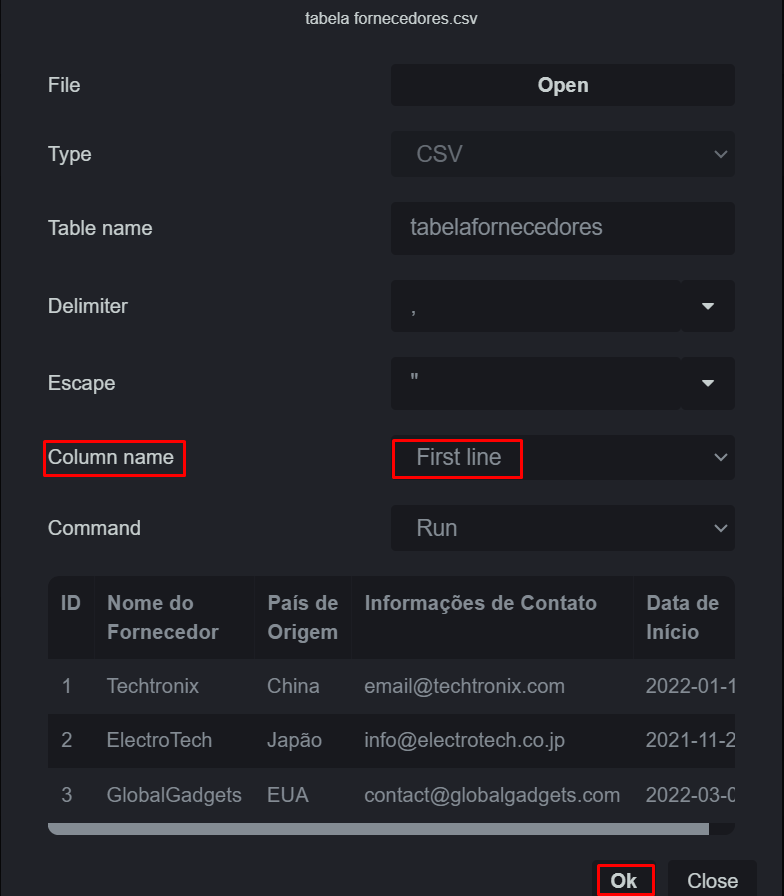 tabela fornecedores.csv
File Open
Type CSV
Table name tabelafornecedores
Delimiter ,
Escape "
Column name First line
Command Run
ID Nome do Fornecedor País de Origem Informações de Contato Data de Início
1 Techtronix China email@techtronix.com 2022-01-1
2 ElectroTech Japão info@electrotech.co.jp 2021-11-2
3 GlobalGadgets EUA contact@globalgadgets.com 2022-03-0
Ok Close